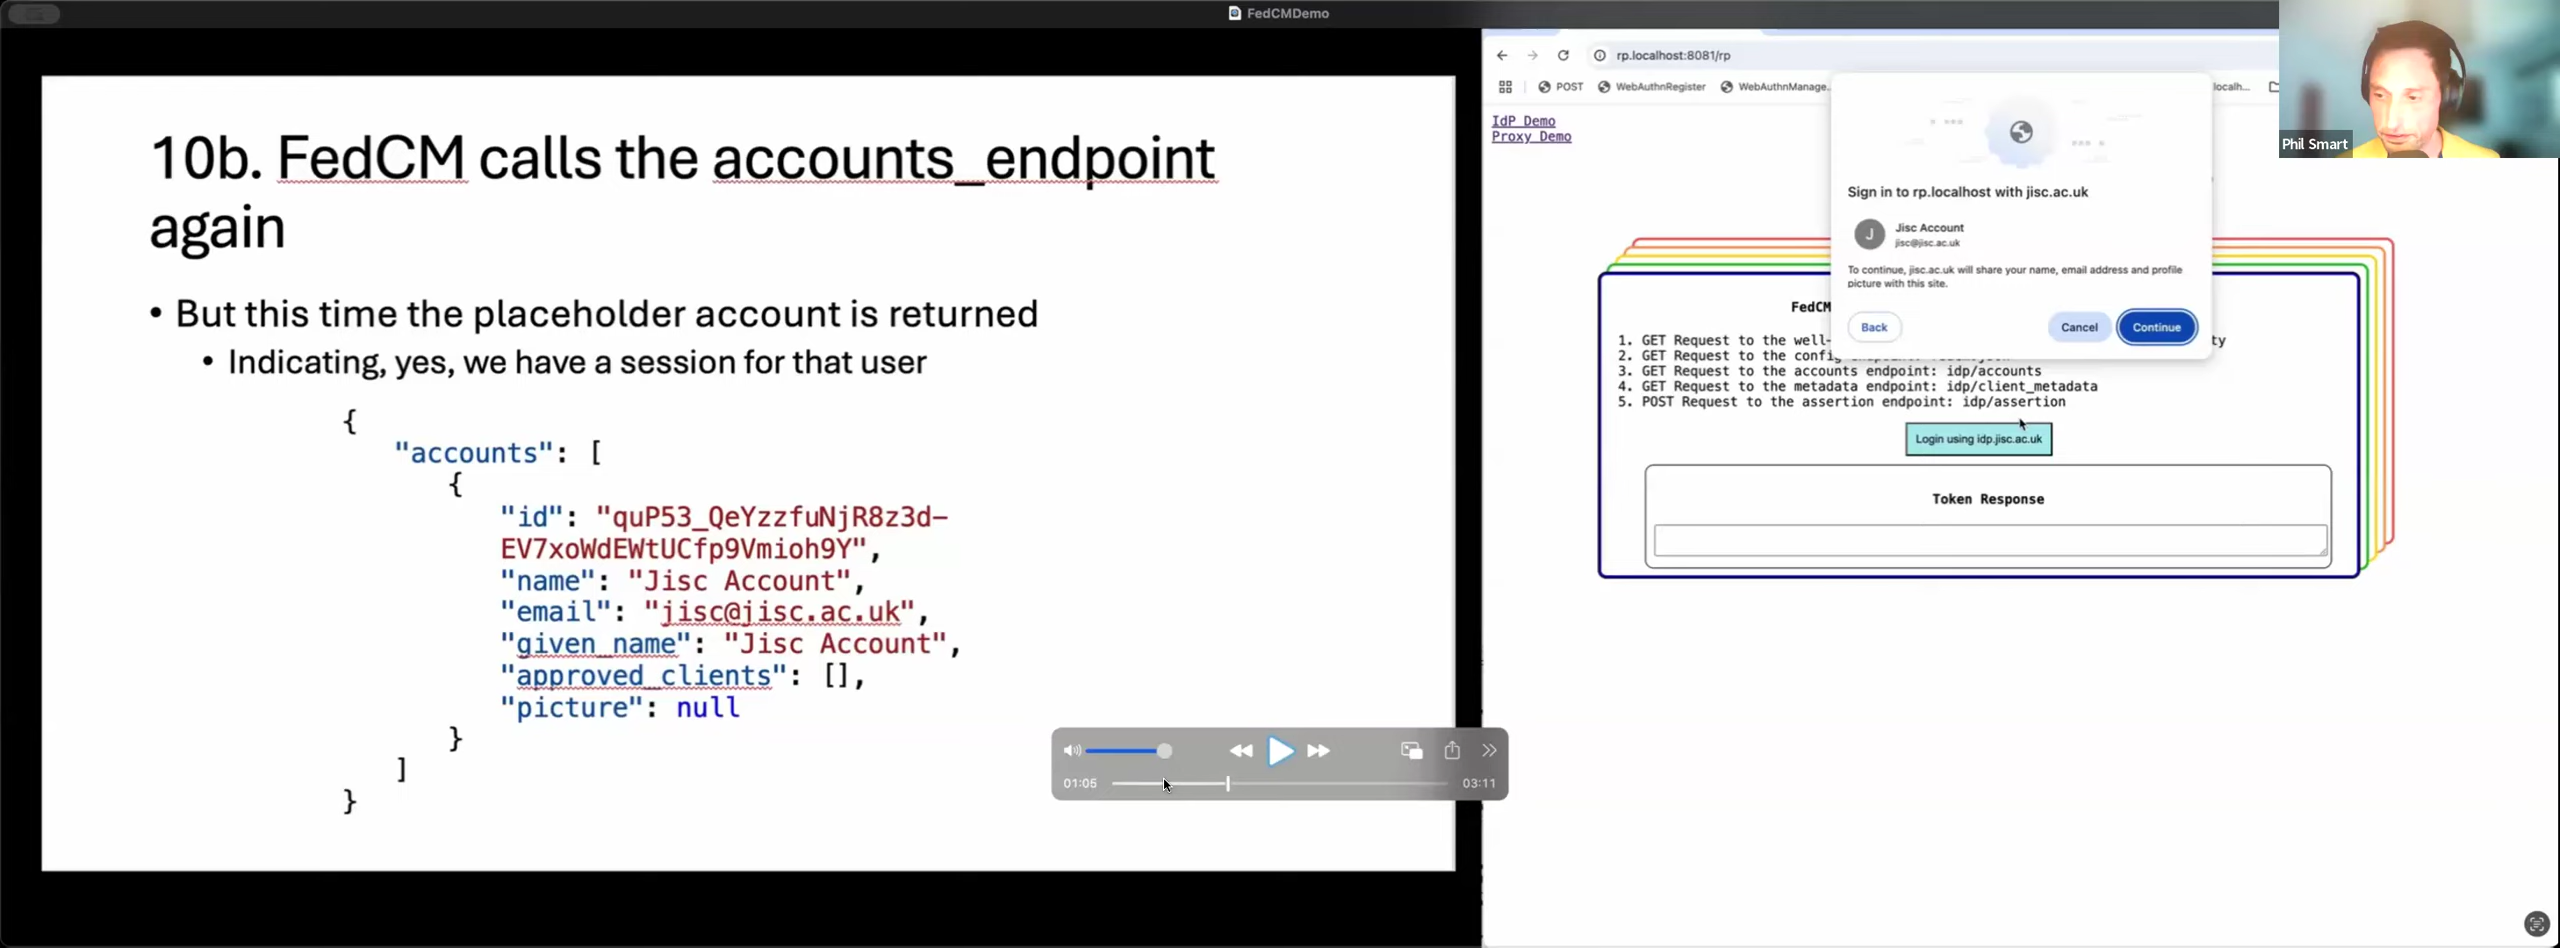 FedCMDemo
10b. FedCM calls the accounts_endpoint
again
• But this time the placeholder account is returned
• Indicating, yes, we have a session for that user
{
"accounts": [
{
"id": "quP53_QeYzzfuNjR8z3d-
EV7xoWdEWtUCfp9Vmioh9Y",
"name": "Jisc Account",
"email": "jisc@jisc.ac.uk",
"given_name": "Jisc Account",
"approved_clients": [],
"picture": null
}
]
}
01:05
03:11
rp.localhost:8081/rp
POST
WebAuthnRegister
WebAuthnManage...
localh...
IdP Demo
Proxy Demo
Sign in to rp.localhost with jisc.ac.uk
J
Jisc Account
jisc@jisc.ac.uk
To continue, jisc.ac.uk will share your name, email address and profile
picture with this site.
Back
Cancel
Continue
FedCM
1. GET Request to the well-
2. GET Request to the config
3. GET Request to the accounts endpoint: idp/accounts
4. GET Request to the metadata endpoint: idp/client_metadata
5. POST Request to the assertion endpoint: idp/assertion
Login using idp.jisc.ac.uk
Token Response
Phil Smart